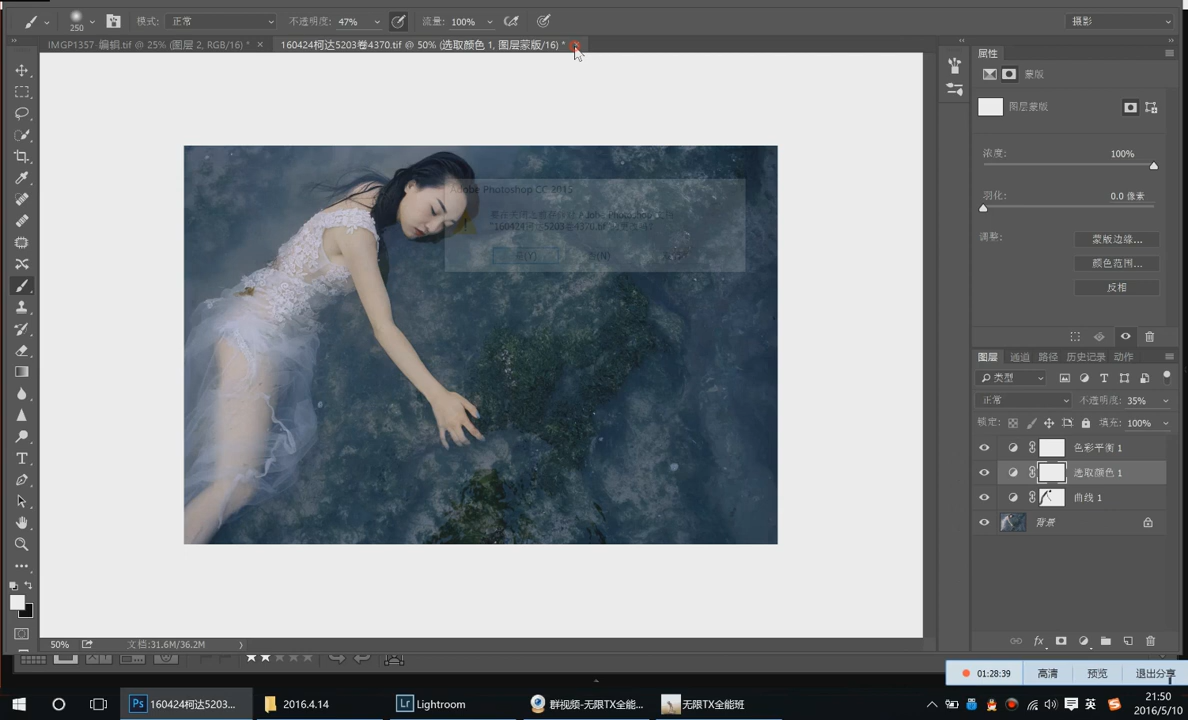 250 模式: 正常 不透明度: 47% 流量: 100% 摄影
IMGP1357-编辑.tif @ 25% (图层 2, RGB/16) * × 160424柯达5203卷4370.tif @ 50% (选取颜色 1, 图层蒙版/16) *
属性
蒙版
图层蒙版
浓度: 100%
羽化: 0.0 像素
调整: 蒙版边缘...
颜色范围...
反相
Adobe Photoshop CC 2015
是(Y) 否(N)
图层 通道 路径 历史记录 动作
类型
正常 不透明度: 35%
锁定: 填充: 100%
色彩平衡 1
选取颜色 1
曲线 1
背景
T
50% 文档:31.6M/36.2M
fx
01:28:39 高清 预览 退出分享
Ps 160424柯达5203... 2016.4.14 Lr Lightroom 群视频-无限TX全能... 无限TX全能班 英
21:50
2016/5/10